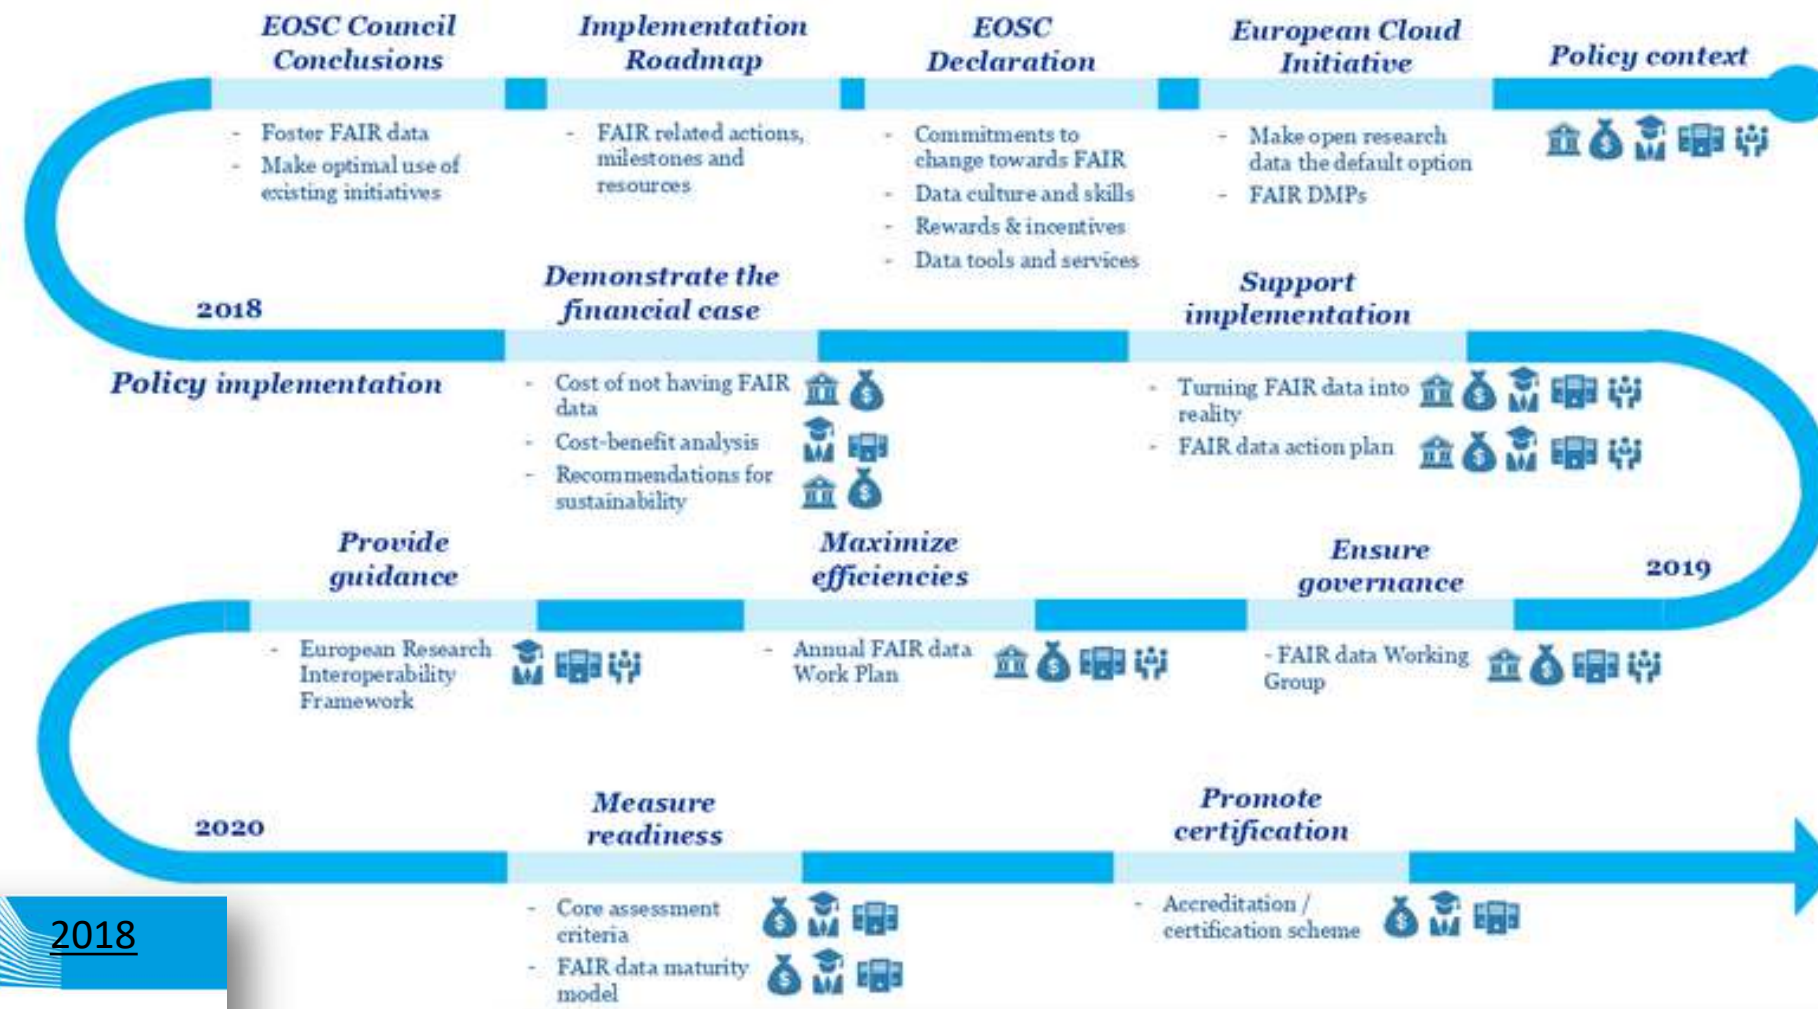 EOSC Council
Conclusions
- Foster FAIR data
- Make optimal use of
existing initiatives
Implementation
Roadmap
- FAIR related actions,
milestones and
resources
EOSC
Declaration
- Commitments to
change towards FAIR
- Data culture and skills
- Rewards & incentives
- Data tools and services
European Cloud
Initiative
- Make open research
data the default option
- FAIR DMPs
Policy context
2018
Policy implementation
Demonstrate the
financial case
- Cost of not having FAIR
data
- Cost-benefit analysis
- Recommendations for
sustainability
Support
implementation
- Turning FAIR data into
reality
- FAIR data action plan
Provide
guidance
- European Research
Interoperability
Framework
Maximize
efficiencies
- Annual FAIR data
Work Plan
Ensure
governance
- FAIR data Working
Group
2019
2020
Measure
readiness
- Core assessment
criteria
- FAIR data maturity
model
Promote
certification
- Accreditation /
certification scheme
2018